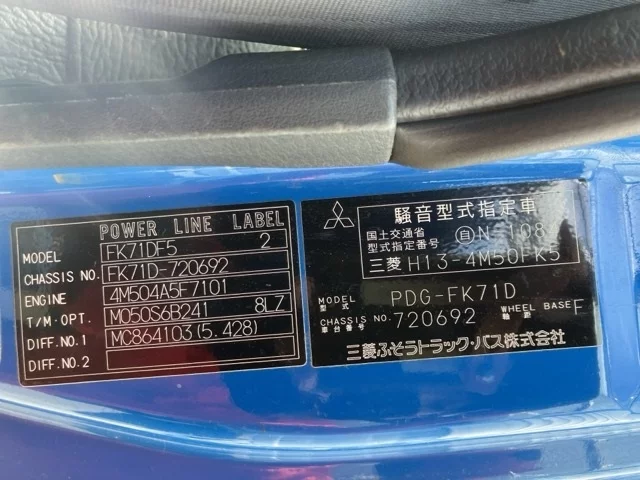 POWER LINE LABEL
MODEL FK71DF5 2
CHASSIS NO. FK71D-720692
ENGINE 4M504A5F7101
T/M·OPT. M050S6B241 8LZ
DIFF.NO.1 MC864103(5.428)
DIFF.NO.2
騒音型式指定車
国土交通省
型式指定番号 自N-108
三菱 H13-4M50FK5
MODEL
型式 PDG-FK71D
CHASSIS NO.
車台番号 720692 WHEEL BASE
軸距 F
三菱ふそうトラック・バス株式会社